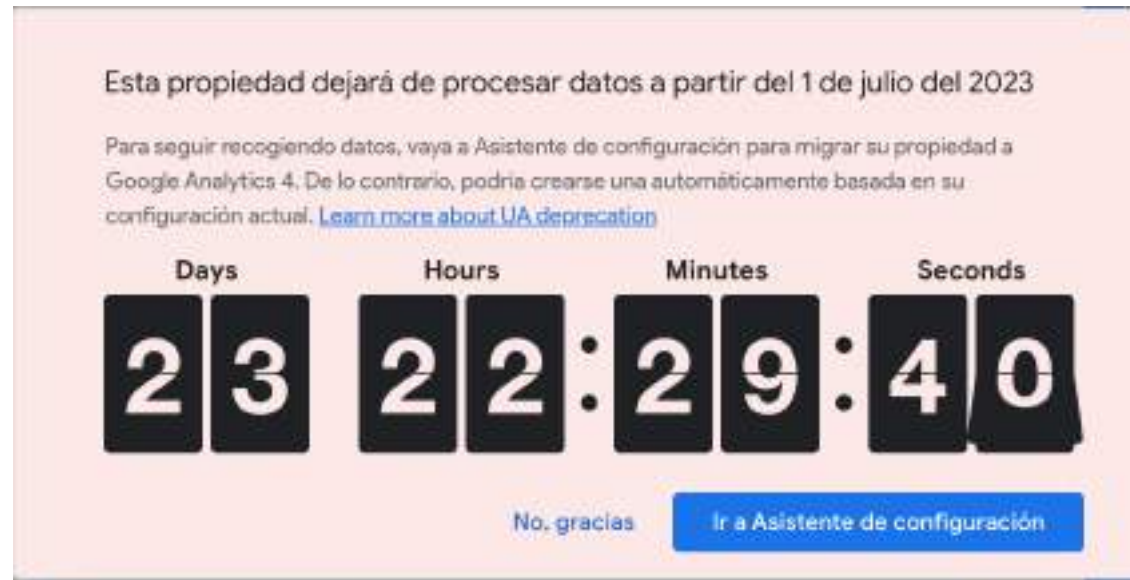 Esta propiedad dejará de procesar datos a partir del 1 de julio del 2023
Para seguir recogiendo datos, vaya a Asistente de configuración para migrar su propiedad a
Google Analytics 4. De lo contrario, podría crearse una automáticamente basada en su
configuración actual. Learn more about UA deprecation
Days Hours Minutes Seconds
23 22:29:40
No, gracias Ir a Asistente de configuración